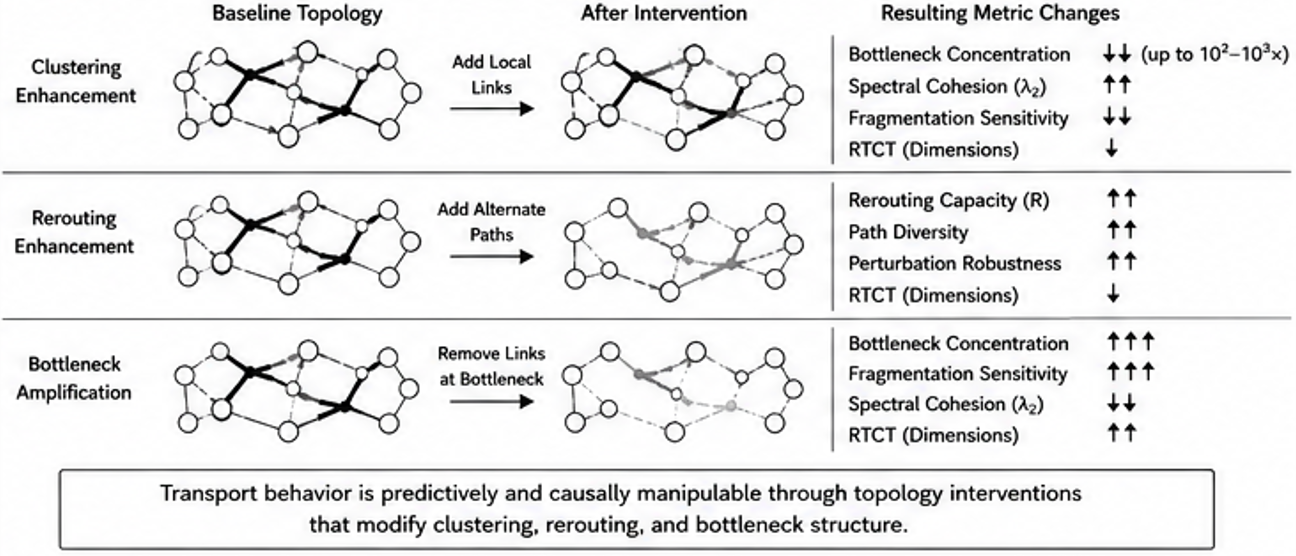 Baseline Topology
After Intervention
Resulting Metric Changes
Clustering
Enhancement
Add Local
Links
Bottleneck Concentration ↓↓ (up to 10²–10³x)
Spectral Cohesion (λ₂) ↑↑
Fragmentation Sensitivity ↓↓
RTCT (Dimensions) ↓
Rerouting
Enhancement
Add Alternate
Paths
Rerouting Capacity (R) ↑↑
Path Diversity ↑↑
Perturbation Robustness ↑↑
RTCT (Dimensions) ↓
Bottleneck
Amplification
Remove Links
at Bottleneck
Bottleneck Concentration ↑↑↑
Fragmentation Sensitivity ↑↑↑
Spectral Cohesion (λ₂) ↓↓
RTCT (Dimensions) ↑↑
Transport behavior is predictively and causally manipulable through topology interventions
that modify clustering, rerouting, and bottleneck structure.